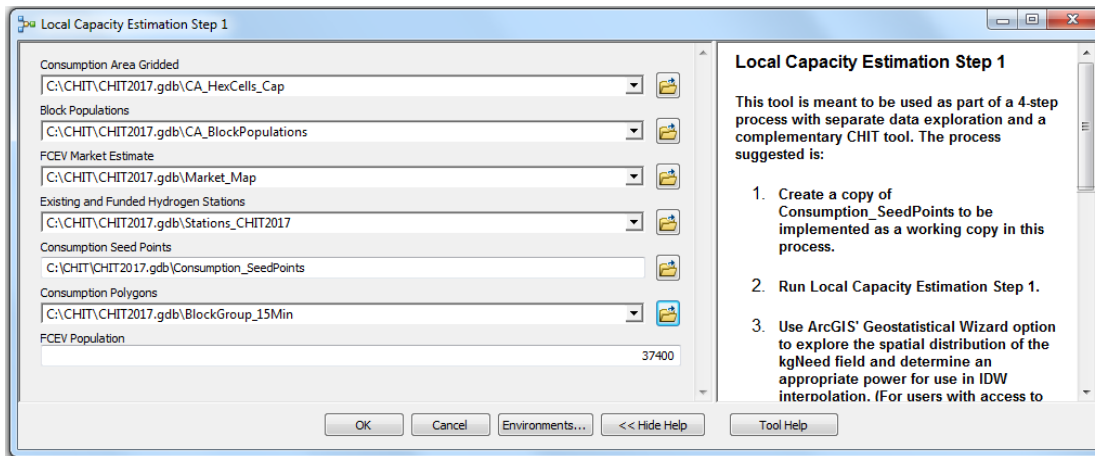 Local Capacity Estimation Step 1
Consumption Area Gridded
C:\CHIT\CHIT2017.gdb\CA_HexCells_Cap
Block Populations
C:\CHIT\CHIT2017.gdb\CA_BlockPopulations
FCEV Market Estimate
C:\CHIT\CHIT2017.gdb\Market_Map
Existing and Funded Hydrogen Stations
C:\CHIT\CHIT2017.gdb\Stations_CHIT2017
Consumption Seed Points
C:\CHIT\CHIT2017.gdb\Consumption_SeedPoints
Consumption Polygons
C:\CHIT\CHIT2017.gdb\BlockGroup_15Min
FCEV Population
37400
Local Capacity Estimation Step 1
This tool is meant to be used as part of a 4-step
process with separate data exploration and a
complementary CHIT tool. The process
suggested is:
1. Create a copy of
Consumption_SeedPoints to be
implemented as a working copy in this
process.
2. Run Local Capacity Estimation Step 1.
3. Use ArcGIS' Geostatistical Wizard option
to explore the spatial distribution of the
kgNeed field and determine an
appropriate power for use in IDW
interpolation. (For users with access to
OK Cancel Environments... << Hide Help Tool Help